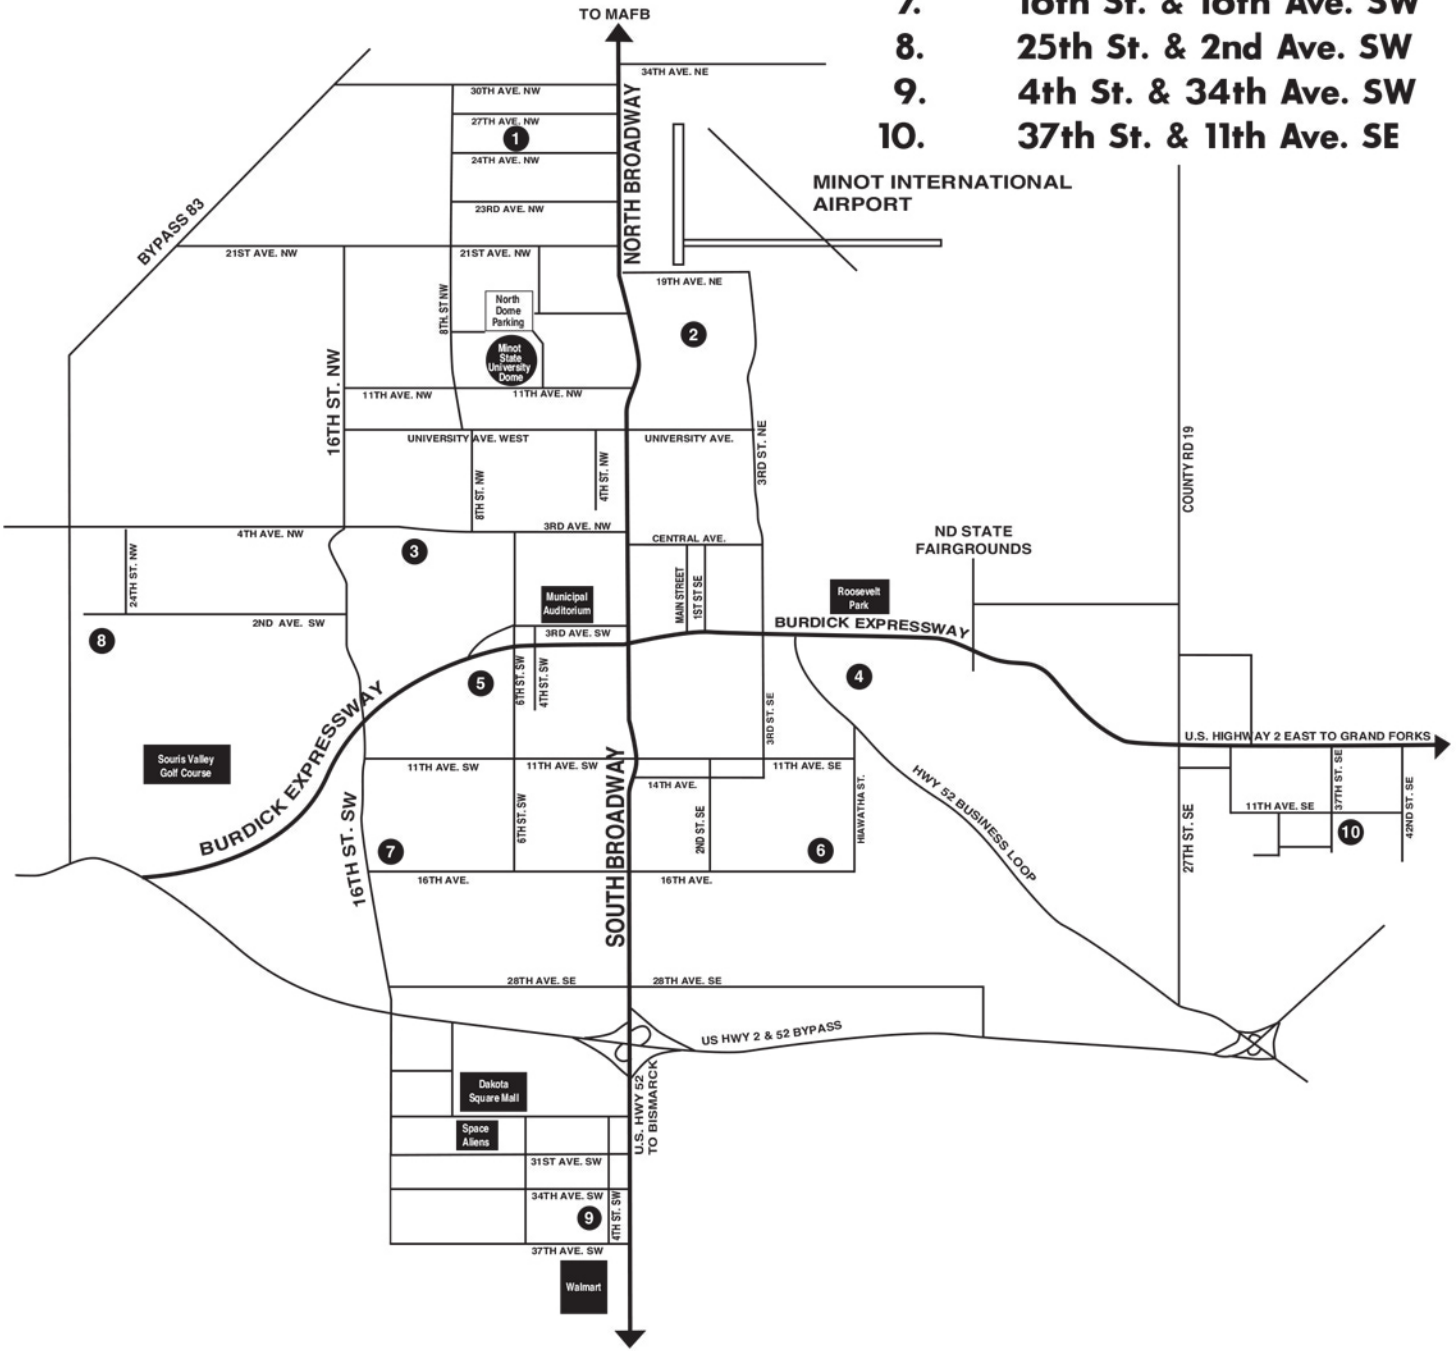 TO MAFB
7. 16th St. & 16th Ave. SW
8. 25th St. & 2nd Ave. SW
9. 4th St. & 34th Ave. SW
10. 37th St. & 11th Ave. SE
34TH AVE. NE
30TH AVE. NW
27TH AVE. NW
1
24TH AVE. NW
NORTH BROADWAY
MINOT INTERNATIONAL
AIRPORT
23RD AVE. NW
BYPASS 83
21ST AVE. NW
21ST AVE. NW
19TH AVE. NE
8TH. ST NW
North
Dome
Parking
2
Minot
State
University
Dome
16TH ST. NW
11TH AVE. NW
11TH AVE. NW
UNIVERSITY AVE. WEST
UNIVERSITY AVE.
3RD ST. NE
COUNTY RD 19
8TH ST. NW
4TH ST. NW
4TH AVE. NW
3RD AVE. NW
CENTRAL AVE.
ND STATE
FAIRGROUNDS
3
24TH ST. NW
MAIN STREET
1ST ST SE
Municipal
Auditorium
Roosevelt
Park
2ND AVE. SW
3RD AVE. SW
BURDICK EXPRESSWAY
8
5
6TH ST. SW
4TH ST. SW
4
3RD ST. SE
U.S. HIGHWAY 2 EAST TO GRAND FORKS
Souris Valley
Golf Course
BURDICK EXPRESSWAY
11TH AVE. SW
11TH AVE. SW
11TH AVE. SE
14TH AVE.
SOUTH BROADWAY
HWY 52 BUSINESS LOOP
37TH ST. SE
42ND ST. SE
11TH AVE. SE
10
16TH ST. SW
6TH ST. SW
2ND ST. SE
HIAWATHA ST.
27TH ST. SE
7
6
16TH AVE.
16TH AVE.
28TH AVE. SE
28TH AVE. SE
US HWY 2 & 52 BYPASS
Dakota
Square Mall
U.S. HWY 52
TO BISMARCK
Space
Aliens
31ST AVE. SW
34TH AVE. SW
9
4TH ST. SW
37TH AVE. SW
Walmart